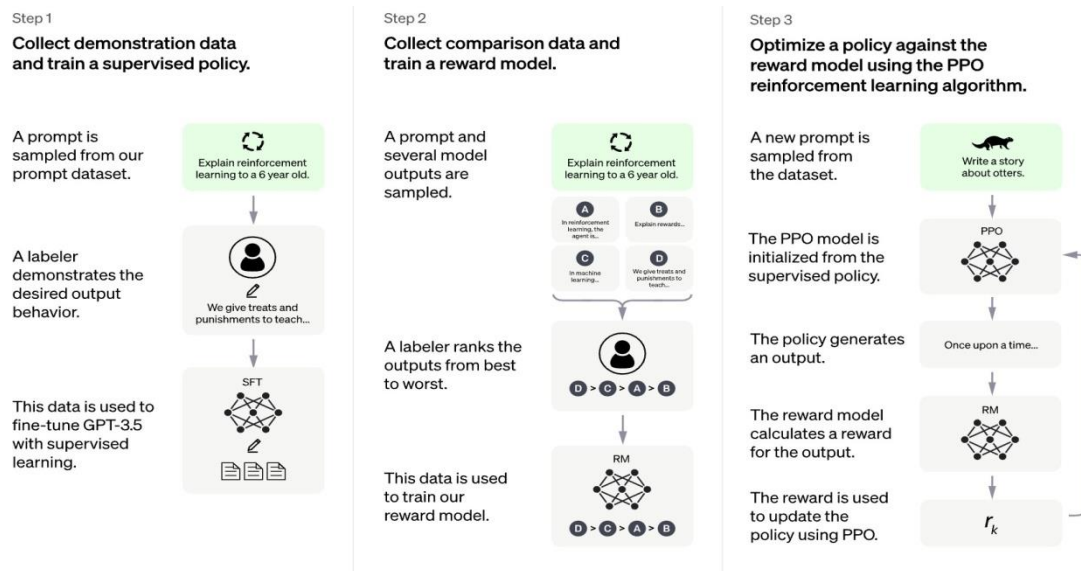 Step 1
Collect demonstration data
and train a supervised policy.
A prompt is
sampled from our
prompt dataset.
Explain reinforcement
learning to a 6 year old.
A labeler
demonstrates the
desired output
behavior.
We give treats and
punishments to teach...
This data is used to
fine-tune GPT-3.5
with supervised
learning.
SFT
Step 2
Collect comparison data and
train a reward model.
A prompt and
several model
outputs are
sampled.
Explain reinforcement
learning to a 6 year old.
A
In reinforcement
learning, the
agent is...
B
Explain rewards...
C
In machine
learning...
D
We give treats and
punishments to
teach...
A labeler ranks the
outputs from best
to worst.
D > C > A > B
This data is used
to train our
reward model.
RM
D > C > A > B
Step 3
Optimize a policy against the
reward model using the PPO
reinforcement learning algorithm.
A new prompt is
sampled from
the dataset.
Write a story
about otters.
The PPO model is
initialized from the
supervised policy.
PPO
The policy generates
an output.
Once upon a time...
The reward model
calculates a reward
for the output.
RM
The reward is used
to update the
policy using PPO.
r_k